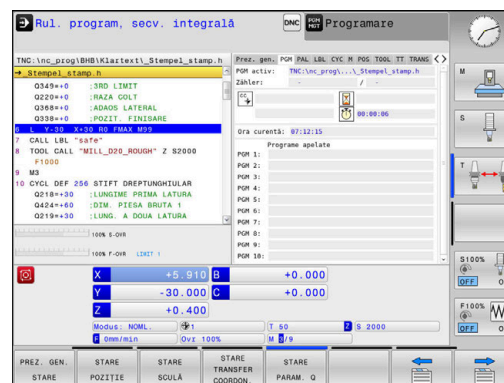 Rul. program, secv. integrală
DNC
PGM MGT
Programare
TNC:\nc_prog\BHB\Klartext\_Stempel_stamp.h
→_Stempel_stamp.h
Q349=+0 ;3RD LIMIT
Q220=+0 ;RAZA COLT
Q368=+0 ;ADAOS LATERAL
Q338=+0 ;POZIT. FINISARE
6 L Y-30 X+30 R0 FMAX M99
7 CALL LBL "safe"
8 TOOL CALL "MILL_D20_ROUGH" Z S2000
F1000
9 M3
10 CYCL DEF 256 STIFT DREPTUNGHIULAR
Q218=+30 ;LUNGIME PRIMA LATURA
Q424=+60 ;DIM. PIESA BRUTA 1
Q219=+30 ;LUNG. A DOUA LATURA
100% S-OVR
100% F-OVR LIMIT 1
Prez. gen. PGM PAL LBL CYC M POS TOOL TT TRANS
PGM activ: TNC:\nc_prog\...\_Stempel_stamp.h
Zähler: - / -
00:00:06
Ora curentă: 07:12:15
Programe apelate
PGM 1:
PGM 2:
PGM 3:
PGM 4:
PGM 5:
PGM 6:
PGM 7:
PGM 8:
PGM 9:
PGM 10:
X +5.910 B +0.000
Y -30.000 C +0.000
Z +0.400
Modus: NOML. 1 T 50 Z S 2000
F 0mm/min Ovr 100% M 3/9
M
S
T
S100%
OFF
F100%
OFF
PREZ. GEN. STARE
STARE POZIŢIE
STARE SCULĂ
STARE TRANSFER COORDON.
STARE PARAM. Q